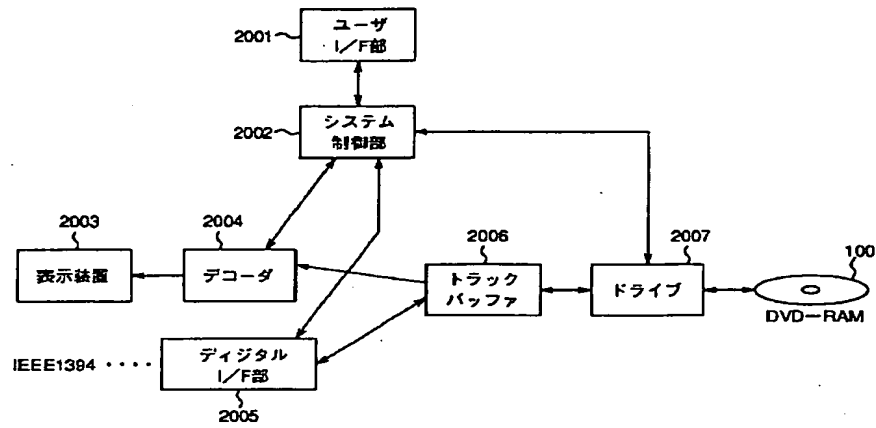 2001
ユーザ
I/F部
2002
システム
制御部
2003
表示装置
2004
デコーダ
2006
トラック
バッファ
2007
ドライブ
100
DVD-RAM
IEEE1394 ····
ディジタル
I/F部
2005